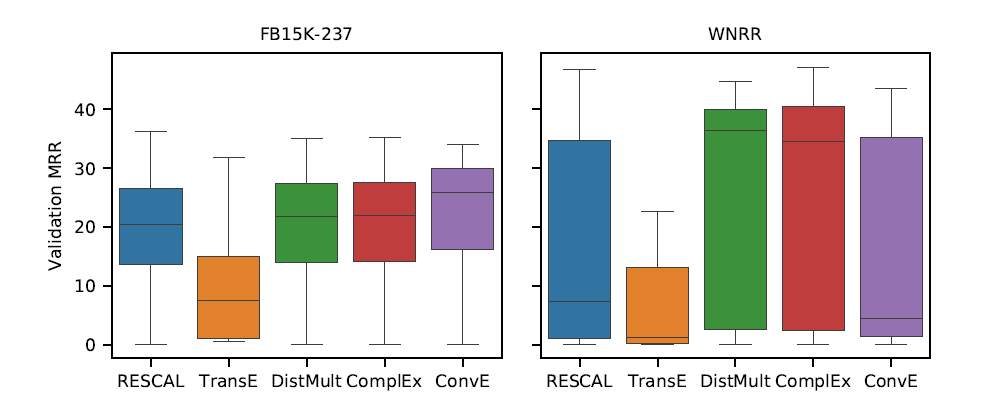 FB15K-237
WNRR
Validation MRR
40
30
20
10
0
RESCAL TransE DistMult ComplEx ConvE
RESCAL TransE DistMult ComplEx ConvE